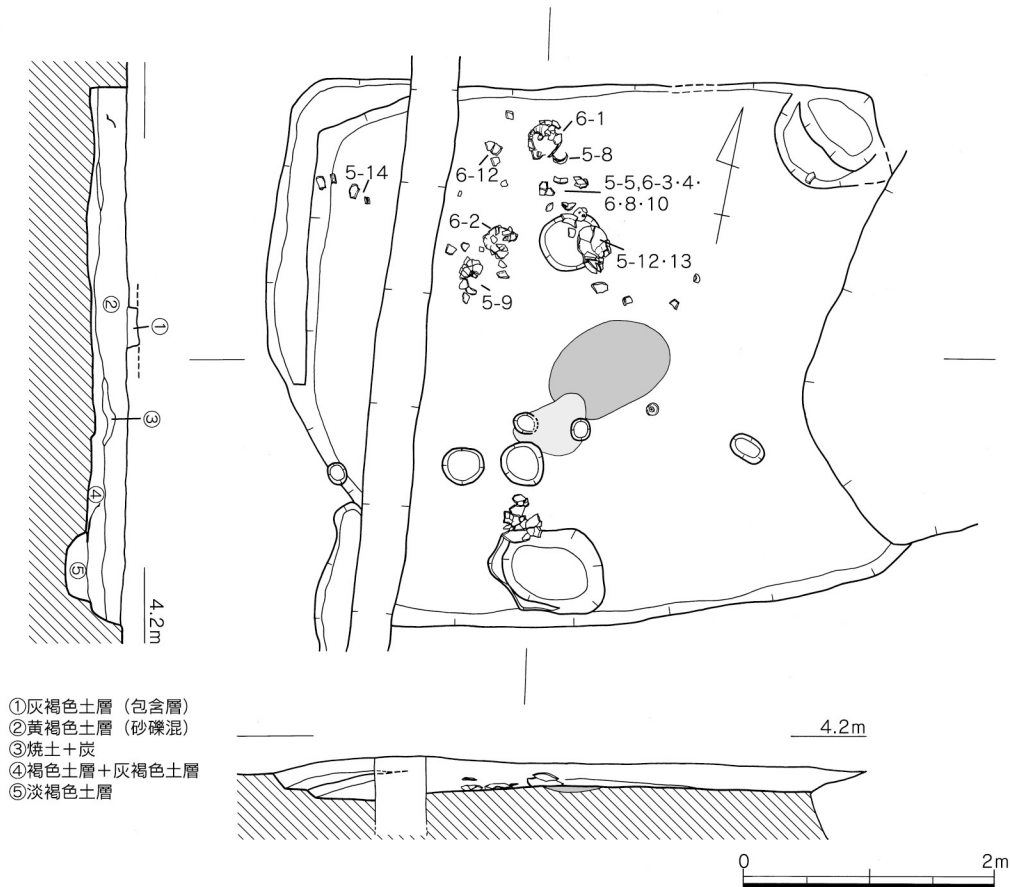 6-1
5-8
6-12
5-14
5-5,6-3・4・
6・8・10
6-2
5-12・13
5-9
②
①
③
④
⑤
4.2m
①灰褐色土層（包含層）
②黄褐色土層（砂礫混）
③焼土＋炭
④褐色土層＋灰褐色土層
⑤淡褐色土層
4.2m
0
2m